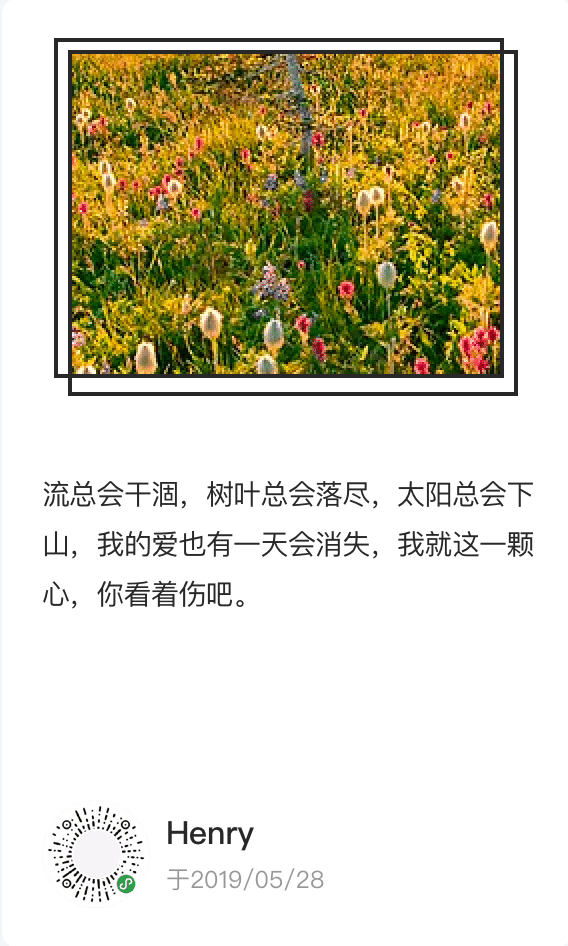 流总会干涸，树叶总会落尽，太阳总会下
山，我的爱也有一天会消失，我就这一颗
心，你看着伤吧。
Henry
于2019/05/28